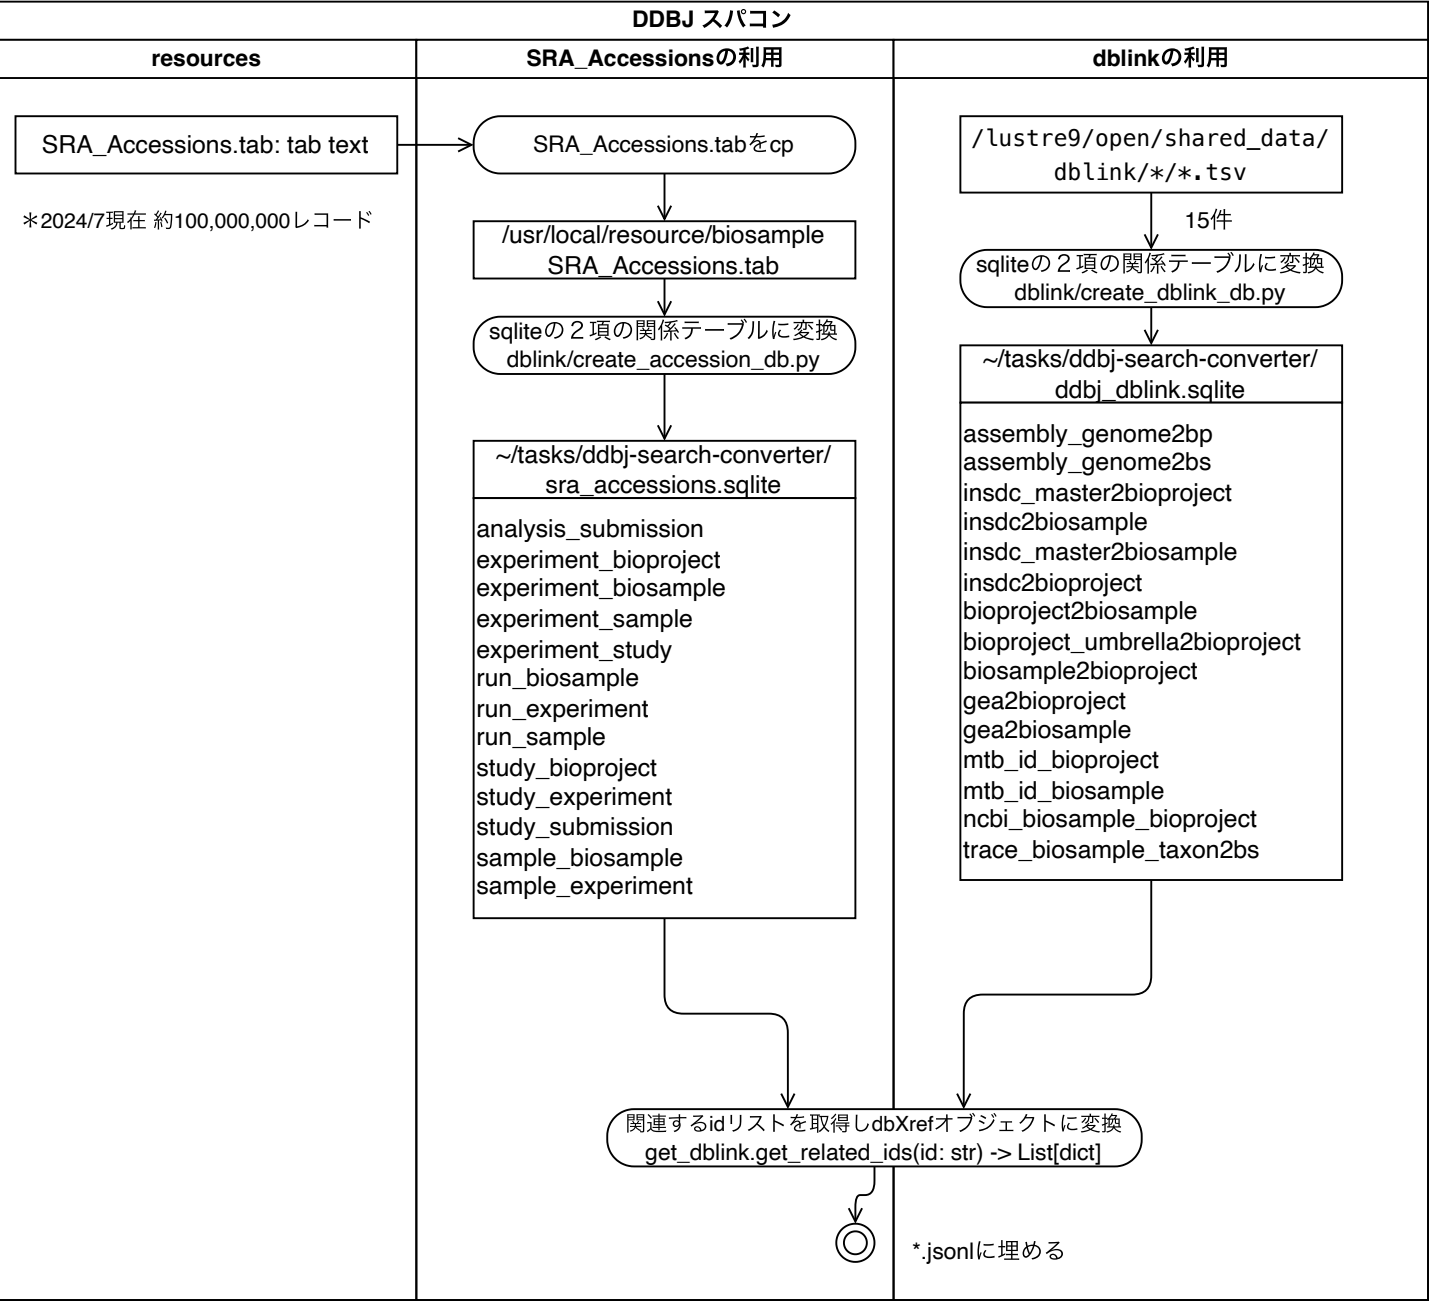 DDBJ スパコン
resources
SRA_Accessionsの利用
dblinkの利用
SRA_Accessions.tab: tab text
＊2024/7現在 約100,000,000レコード
SRA_Accessions.tabをcp
/usr/local/resource/biosample
SRA_Accessions.tab
sqliteの２項の関係テーブルに変換
dblink/create_accession_db.py
~/tasks/ddbj-search-converter/
sra_accessions.sqlite
analysis_submission
experiment_bioproject
experiment_biosample
experiment_sample
experiment_study
run_biosample
run_experiment
run_sample
study_bioproject
study_experiment
study_submission
sample_biosample
sample_experiment
/lustre9/open/shared_data/
dblink/*/*.tsv
15件
sqliteの２項の関係テーブルに変換
dblink/create_dblink_db.py
~/tasks/ddbj-search-converter/
ddbj_dblink.sqlite
assembly_genome2bp
assembly_genome2bs
insdc_master2bioproject
insdc2biosample
insdc_master2biosample
insdc2bioproject
bioproject2biosample
bioproject_umbrella2bioproject
biosample2bioproject
gea2bioproject
gea2biosample
mtb_id_bioproject
mtb_id_biosample
ncbi_biosample_bioproject
trace_biosample_taxon2bs
関連するidリストを取得しdbXrefオブジェクトに変換
get_dblink.get_related_ids(id: str) -> List[dict]
*.jsonlに埋める